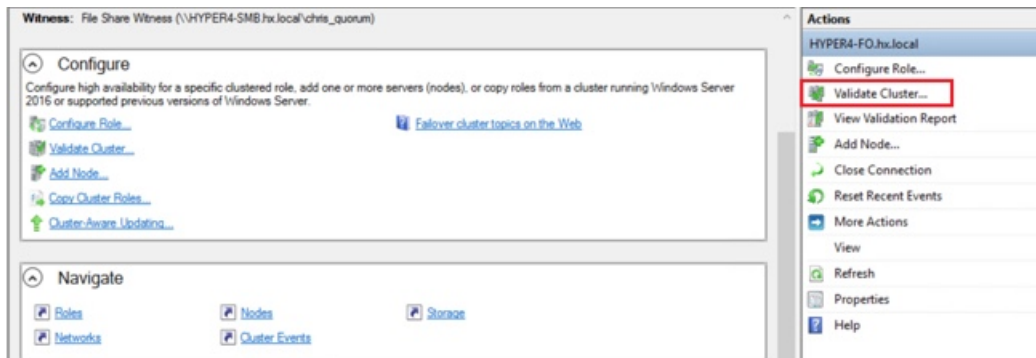 Witness: File Share Witness (\\HYPER4-SMB.hx.local\chris_quorum)
Configure
Configure high availability for a specific clustered role, add one or more servers (nodes), or copy roles from a cluster running Windows Server
2016 or supported previous versions of Windows Server.
Configure Role...
Failover cluster topics on the Web
Validate Cluster...
Add Node...
Copy Cluster Roles...
Cluster-Aware Updating...
Navigate
Roles
Nodes
Storage
Networks
Cluster Events
Actions
HYPER4-FO.hx.local
Configure Role...
Validate Cluster...
View Validation Report
Add Node...
Close Connection
Reset Recent Events
More Actions
View
Refresh
Properties
Help